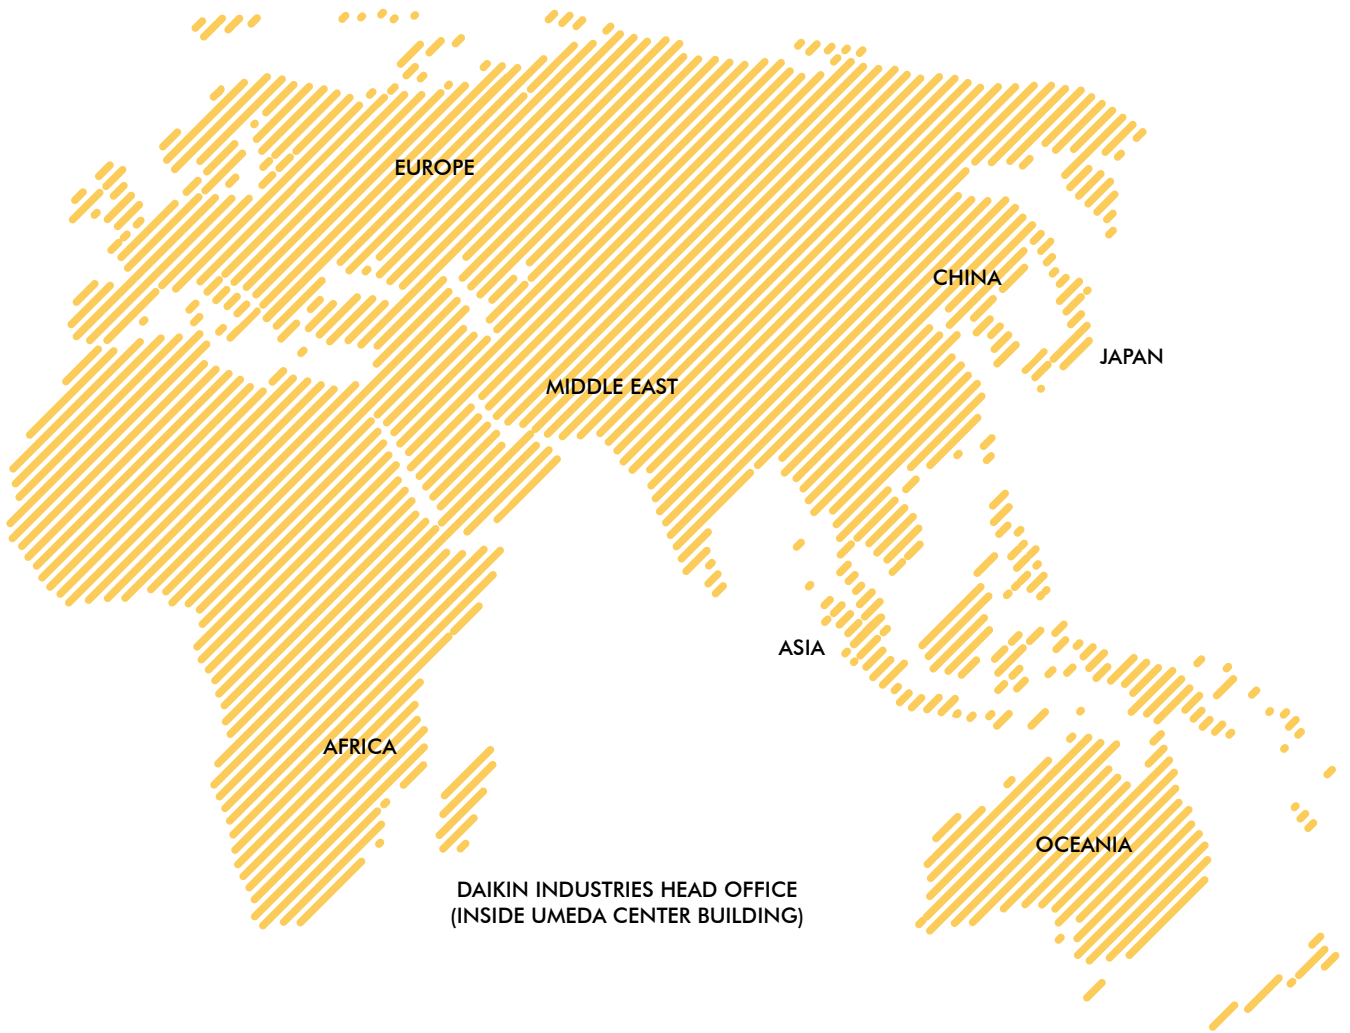 EUROPE
CHINA
JAPAN
MIDDLE EAST
ASIA
AFRICA
OCEANIA
DAIKIN INDUSTRIES HEAD OFFICE
(INSIDE UMEDA CENTER BUILDING)